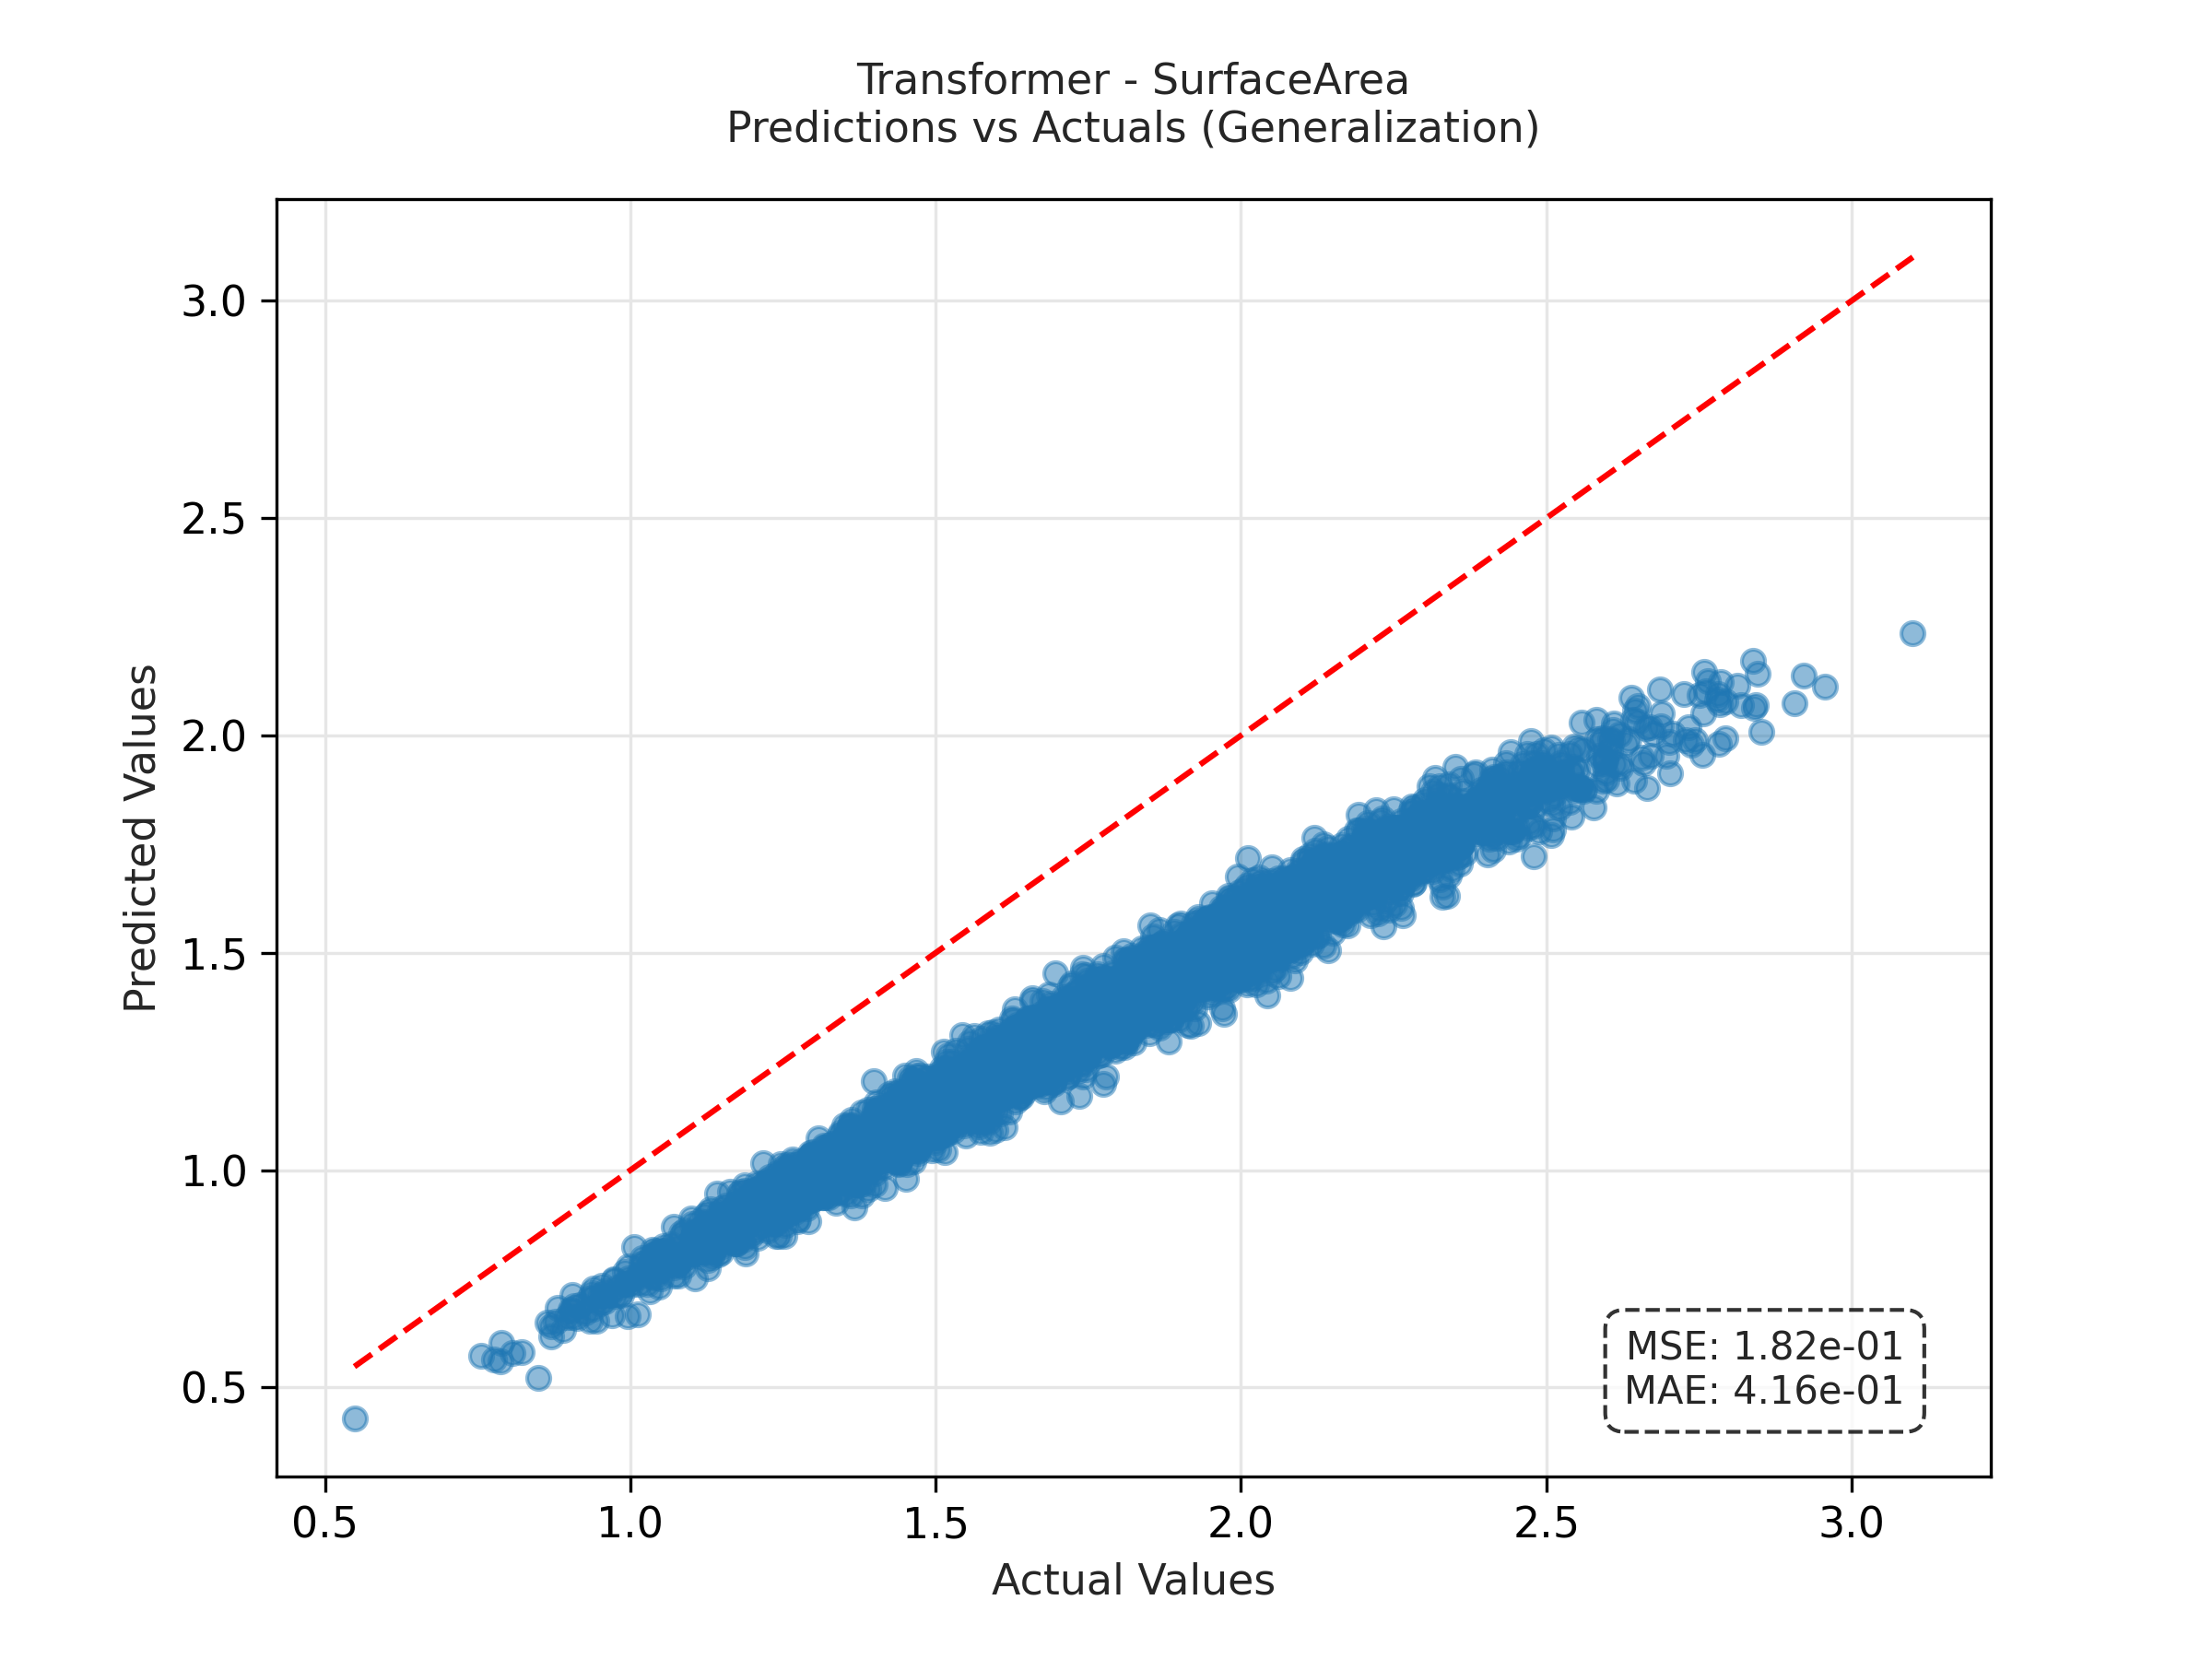 Transformer - SurfaceArea
Predictions vs Actuals (Generalization)
Predicted Values
3.0
2.5
2.0
1.5
1.0
0.5
MSE: 1.82e-01
MAE: 4.16e-01
0.5 1.0 1.5 2.0 2.5 3.0
Actual Values